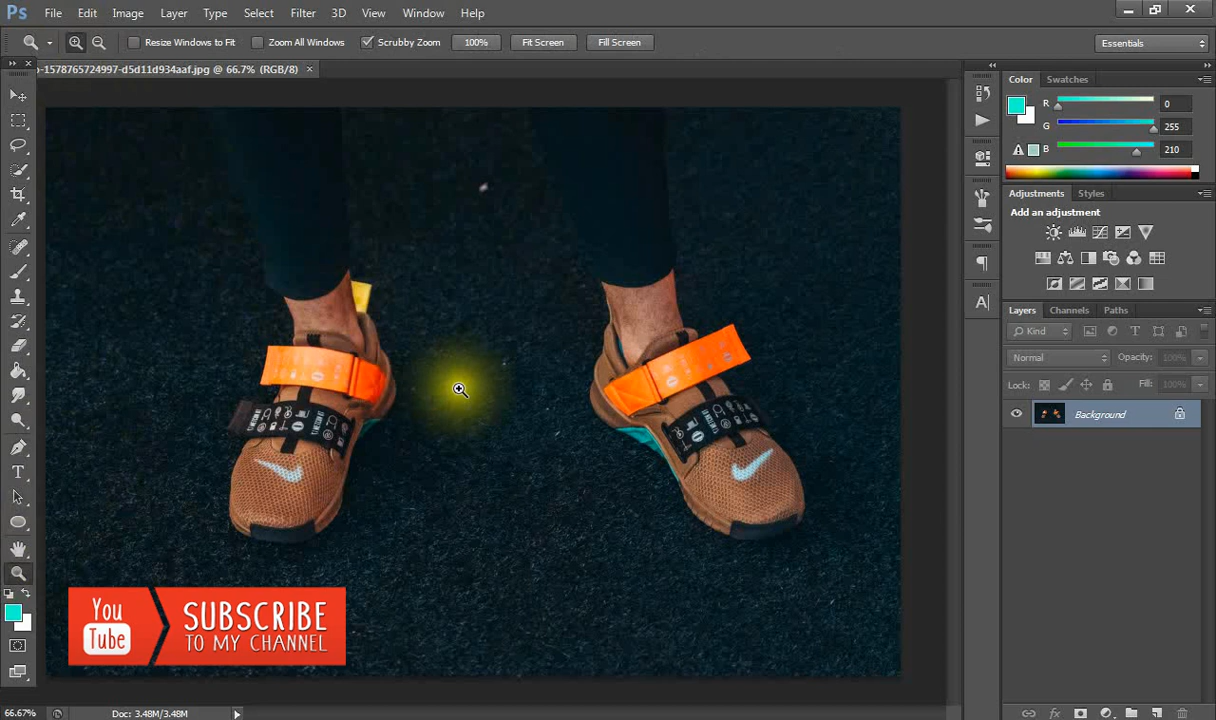 Ps File Edit Image Layer Type Select Filter 3D View Window Help
Resize Windows to Fit Zoom All Windows Scrubby Zoom 100% Fit Screen Fill Screen Essentials
-1578765724997-d5d11d934aaf.jpg @ 66.7% (RGB/8)
Color Swatches
R 0
G 255
B 210
Adjustments Styles
Add an adjustment
Layers Channels Paths
Kind
Normal Opacity: 100%
Lock: Fill: 100%
Background
You
Tube
SUBSCRIBE
TO MY CHANNEL
66.67% Doc: 3.48M/3.48M